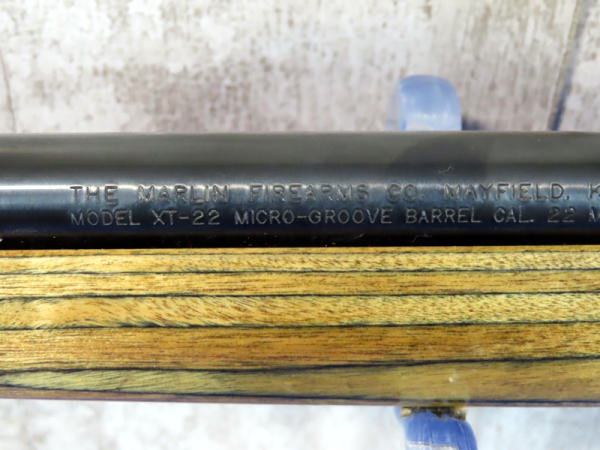 THE MARLIN FIREARMS CO. MAYFIELD, K
MODEL XT-22 MICRO-GROOVE BARREL CAL. 22 M